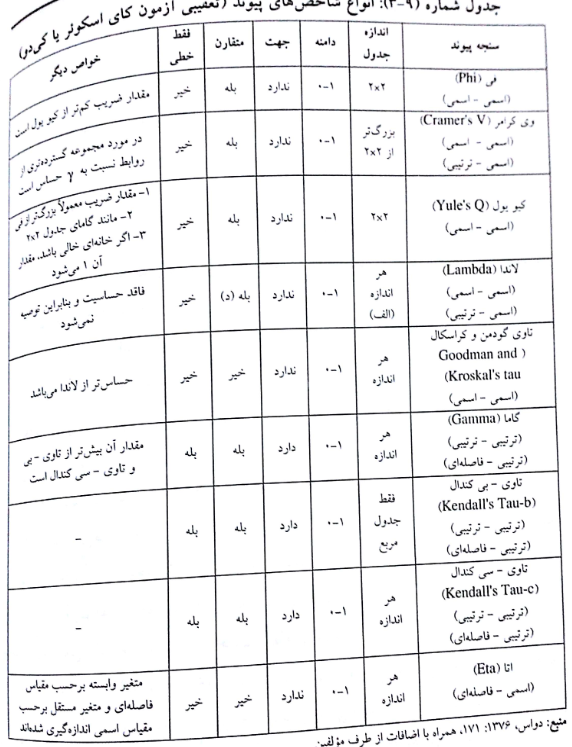 جدول شماره (۹-۳): انواع شاخص‌های پیوند (تعقیبی آزمون کای اسکوئر یا کی‌دو)
سنجه پیوند
اندازه
جدول
دامنه
جهت
متقارن
فقط
خطی
خواص دیگر
فی (Phi)
(اسمی - اسمی)
۲×۲
۰-۱
ندارد
بله
خیر
مقدار ضریب کم‌تر از کیو یول است
وی کرامر (Cramer's V)
(اسمی - اسمی)
(اسمی - ترتیبی)
بزرگ‌تر
از ۲×۲
۰-۱
ندارد
بله
خیر
در مورد مجموعه گسترده‌تری از
روابط نسبت به γ حساس است
کیو یول (Yule's Q)
(اسمی - اسمی)
۲×۲
۰-۱
ندارد
بله
خیر
۱- مقدار ضریب معمولاً بزرگ‌تر از فی
۲- مانند گامای جدول ۲×۲
۳- اگر خانه‌ای خالی باشد، مقدار
آن ۱ می‌شود
لاندا (Lambda)
(اسمی - اسمی)
(اسمی - ترتیبی)
هر
اندازه
(الف)
۰-۱
ندارد
بله (د)
خیر
فاقد حساسیت و بنابراین توصیه
نمی‌شود
تاوی گودمن و کراسکال
Goodman and )
(Kroskal's tau
(اسمی - اسمی)
هر
اندازه
۰-۱
ندارد
خیر
خیر
حساس‌تر از لاندا می‌باشد
گاما (Gamma)
(ترتیبی - ترتیبی)
(ترتیبی - فاصله‌ای)
هر
اندازه
۰-۱
دارد
بله
بله
مقدار آن بیش‌تر از تاوی - بی
و تاوی - سی کندال است
تاوی - بی کندال
(Kendall's Tau-b)
(ترتیبی - ترتیبی)
(ترتیبی - فاصله‌ای)
فقط
جدول
مربع
۰-۱
دارد
بله
بله
-
تاوی - سی کندال
(Kendall's Tau-c)
(ترتیبی - ترتیبی)
(ترتیبی - فاصله‌ای)
هر
اندازه
۰-۱
دارد
بله
بله
-
اتا (Eta)
(اسمی - فاصله‌ای)
هر
اندازه
۰-۱
ندارد
خیر
خیر
متغیر وابسته برحسب مقیاس
فاصله‌ای و متغیر مستقل برحسب
مقیاس اسمی اندازه‌گیری شده‌اند
منبع: دواس، ۱۳۷۶: ۱۷۱، همراه با اضافات از طرف مؤلفین